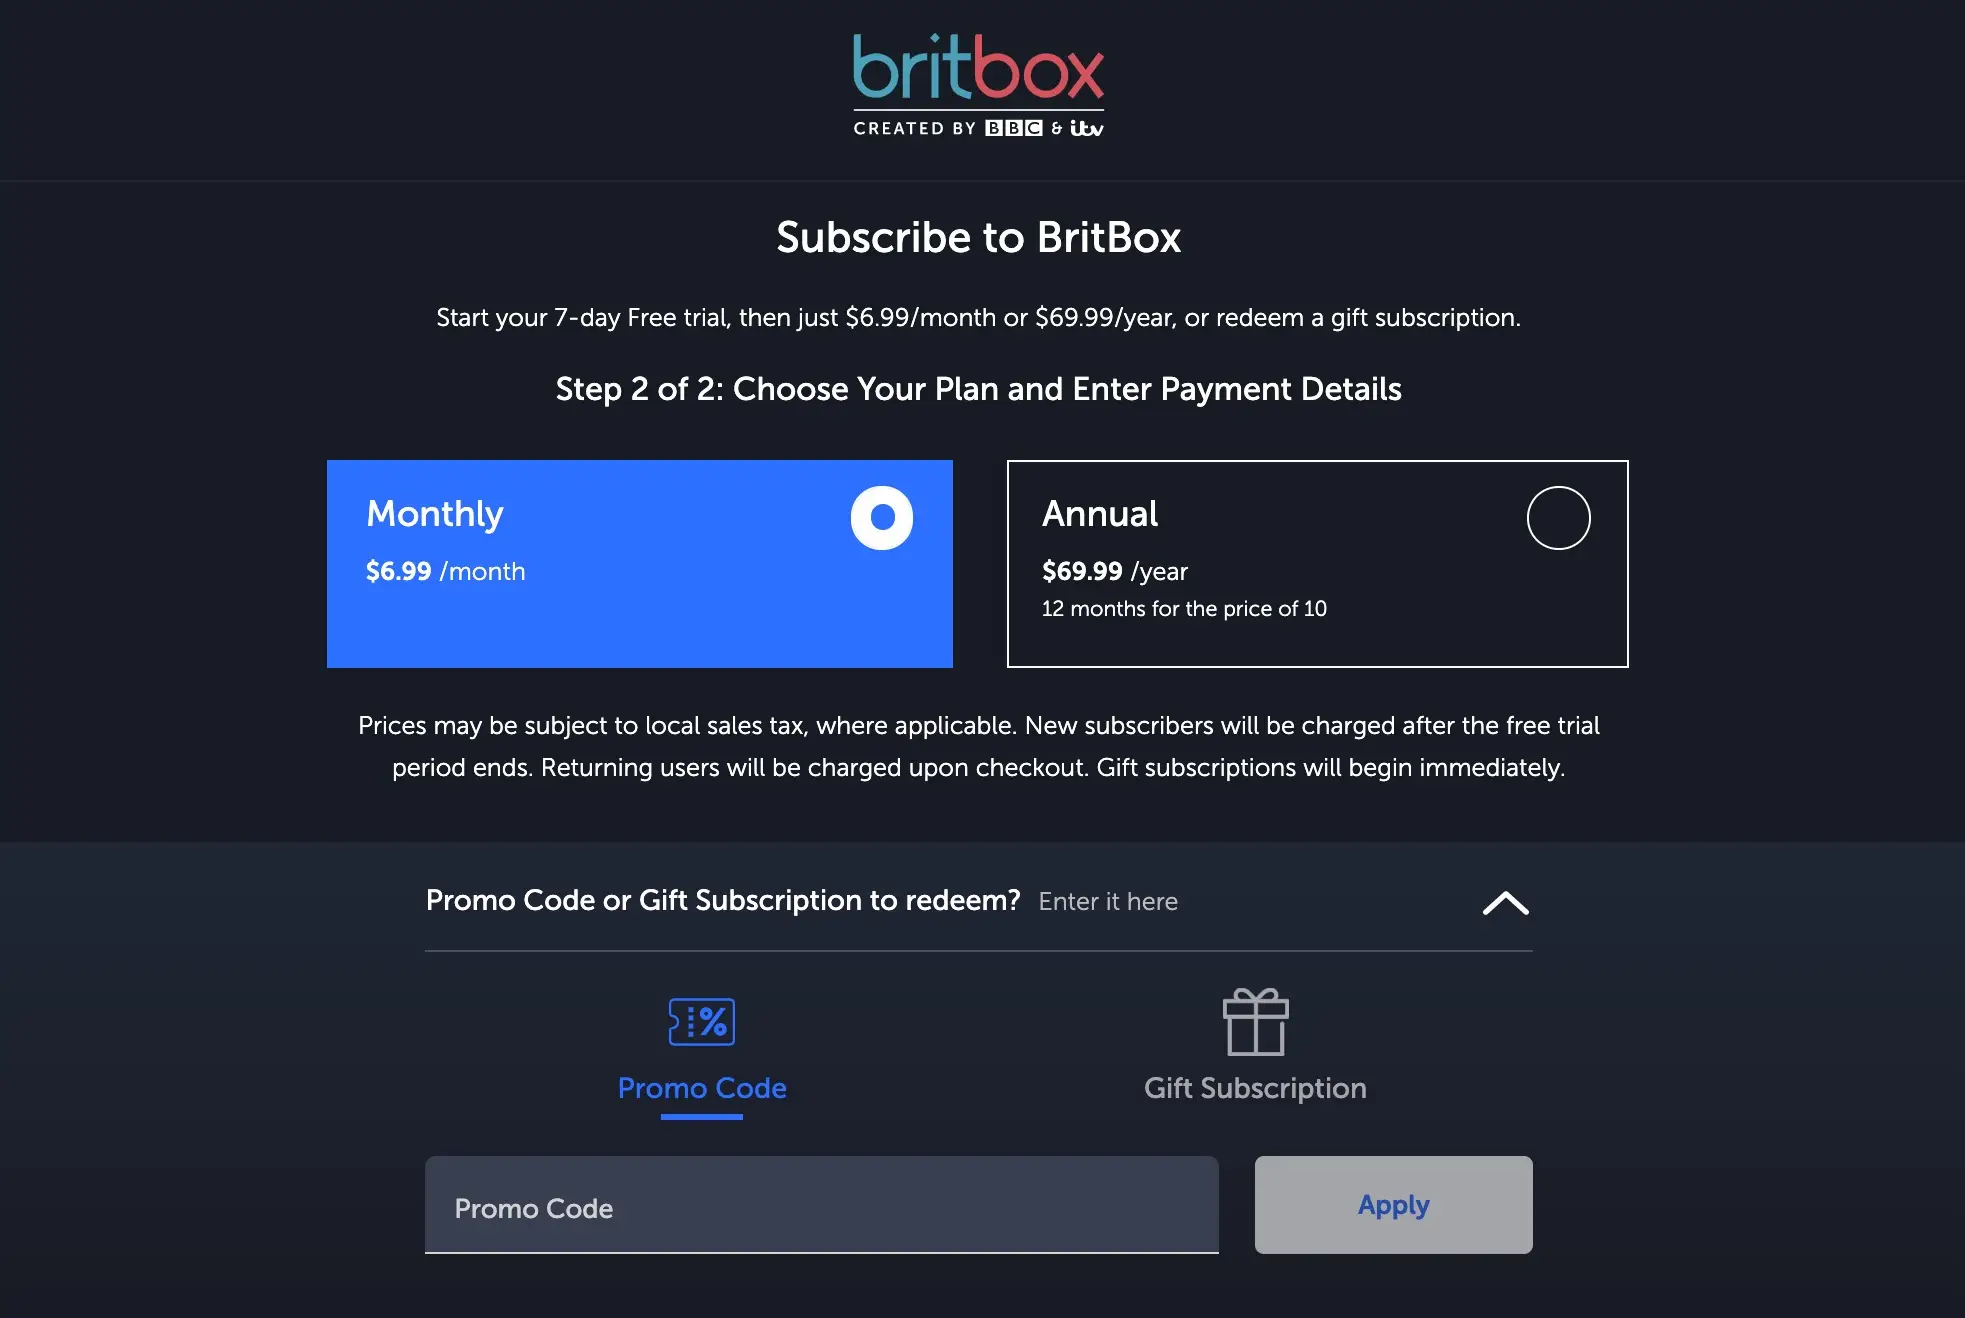 britbox
CREATED BY BBC & itv
Subscribe to BritBox
Start your 7-day Free trial, then just $6.99/month or $69.99/year, or redeem a gift subscription.
Step 2 of 2: Choose Your Plan and Enter Payment Details
Monthly
$6.99 /month
Annual
$69.99 /year
12 months for the price of 10
Prices may be subject to local sales tax, where applicable. New subscribers will be charged after the free trial
period ends. Returning users will be charged upon checkout. Gift subscriptions will begin immediately.
Promo Code or Gift Subscription to redeem? Enter it here
%
Promo Code
Gift Subscription
Promo Code
Apply